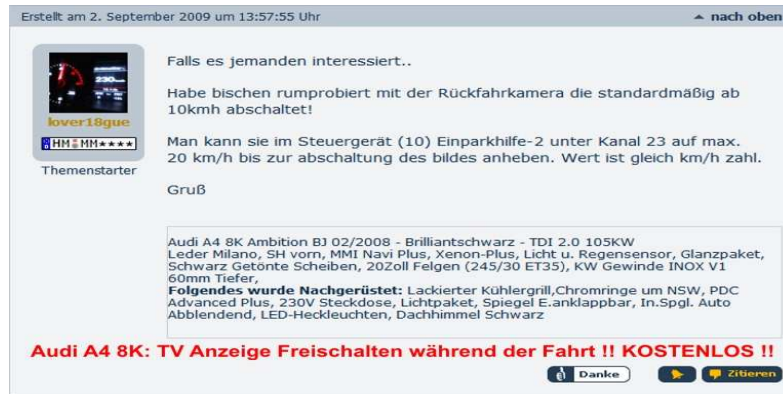 Erstellt am 2. September 2009 um 13:57:55 Uhr
nach oben
Falls es jemanden interessiert..
Habe bischen rumprobiert mit der Rückfahrkamera die standardmäßig ab
10kmh abschaltet!
230
lover18gue
HM MM****
Themenstarter
Man kann sie im Steuergerät (10) Einparkhilfe-2 unter Kanal 23 auf max.
20 km/h bis zur abschaltung des bildes anheben. Wert ist gleich km/h zahl.
Gruß
Audi A4 8K Ambition BJ 02/2008 - Brilliantschwarz - TDI 2.0 105KW
Leder Milano, SH vorn, MMI Navi Plus, Xenon-Plus, Licht u. Regensensor, Glanzpaket,
Schwarz Getönte Scheiben, 20Zoll Felgen (245/30 ET35), KW Gewinde INOX V1
60mm Tiefer,
Folgendes wurde Nachgerüstet: Lackierter Kühlergrill,Chromringe um NSW, PDC
Advanced Plus, 230V Steckdose, Lichtpaket, Spiegel E.anklappbar, In.Spgl. Auto
Abblendend, LED-Heckleuchten, Dachhimmel Schwarz
Audi A4 8K: TV Anzeige Freischalten während der Fahrt !! KOSTENLOS !!
Danke
Zitieren